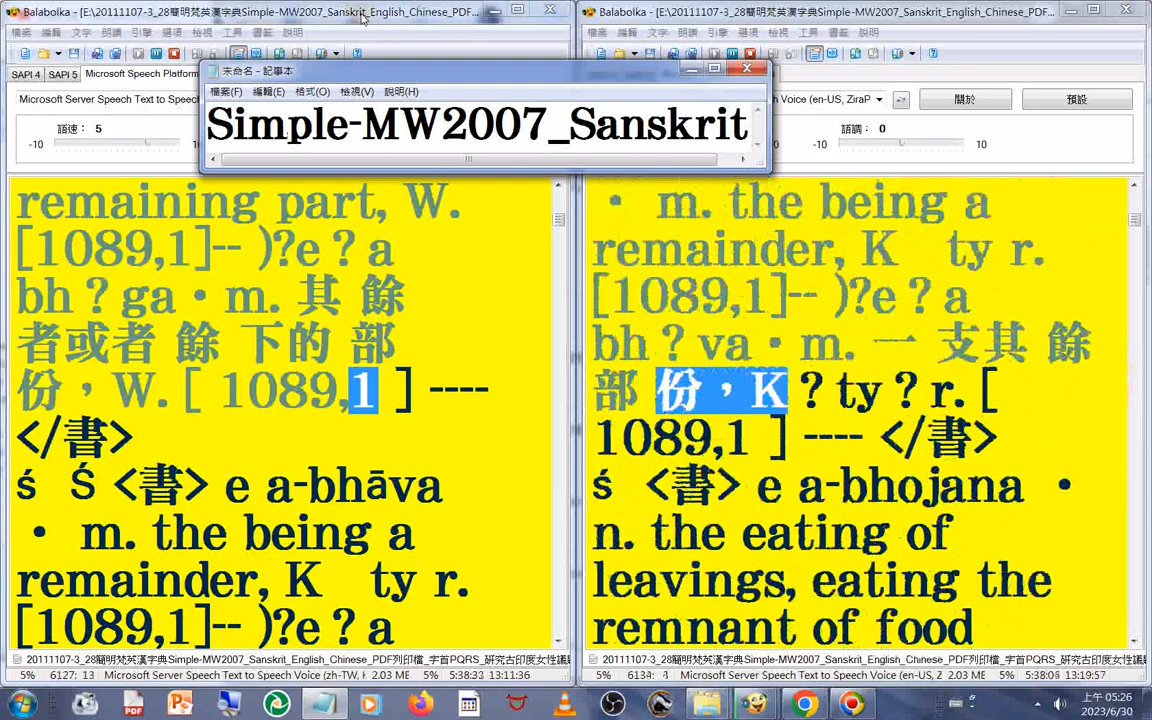 Balabolka - [E:\20111107-3_28簡明梵英漢字典Simple-MW2007_Sanskrit_English_Chinese_PDF...
檔案 編輯 文字 朗讀 引擎 選項 檢視 工具 書籤 說明
SAPI 4 SAPI 5 Microsoft Speech Platform
Microsoft Server Speech Text to Speech
語速： 5
-10
remaining part, W.
[1089,1]-- )?e ? a
bh ? ga • m. 其 餘
者或者 餘 下的 部
份，W. [ 1089,1 ] ----
</書>
ś Ś <書> e a-bhāva
• m. the being a
remainder, K ty r.
[1089,1]-- )?e ? a
20111107-3_28簡明梵英漢字典Simple-MW2007_Sanskrit_English_Chinese_PDF列印檔_字首PQRS_研究古印度女性議題
5% 6127: 13 Microsoft Server Speech Text to Speech Voice (zh-TW, H 2.03 MB 5% 5:38:33 13:11:36
未命名 - 記事本
檔案(F) 編輯(E) 格式(O) 檢視(V) 說明(H)
Simple-MW2007_Sanskrit
Balabolka - [E:\20111107-3_28簡明梵英漢字典Simple-MW2007_Sanskrit_English_Chinese_PDF...
檔案 編輯 文字 朗讀 引擎 選項 檢視 工具 書籤 說明
Voice (en-US, ZiraP
關於
預設
語調： 0
-10 10
• m. the being a
remainder, K ty r.
[1089,1]-- )?e ? a
bh ? va • m. 一 支其 餘
部 份，K ? ty ? r. [
1089,1 ] ---- </書>
ś <書> e a-bhojana •
n. the eating of
leavings, eating the
remnant of food
20111107-3_28簡明梵英漢字典Simple-MW2007_Sanskrit_English_Chinese_PDF列印檔_字首PQRS_研究古印度女性議題
5% 6134: Microsoft Server Speech Text to Speech Voice (en-US, Z 2.03 MB 5% 5:38:20 13:19:57
上午 05:26
2023/6/30